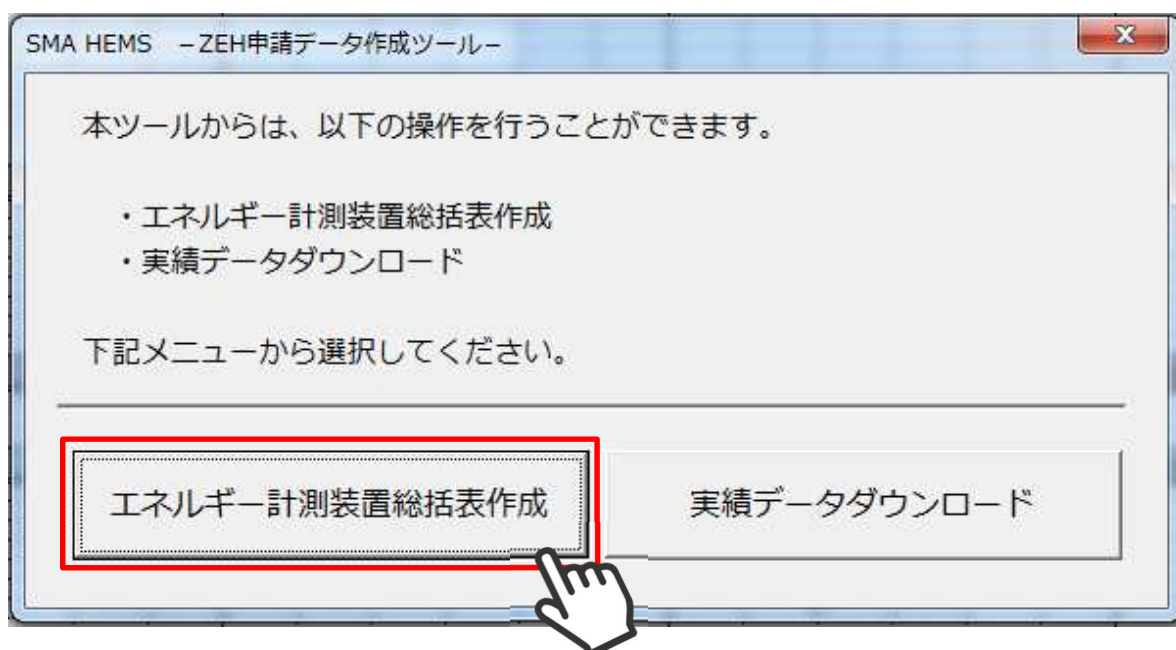 SMA HEMS －ZEH申請データ作成ツール－
本ツールからは、以下の操作を行うことができます。
・エネルギー計測装置総括表作成
・実績データダウンロード
下記メニューから選択してください。
エネルギー計測装置総括表作成
実績データダウンロード